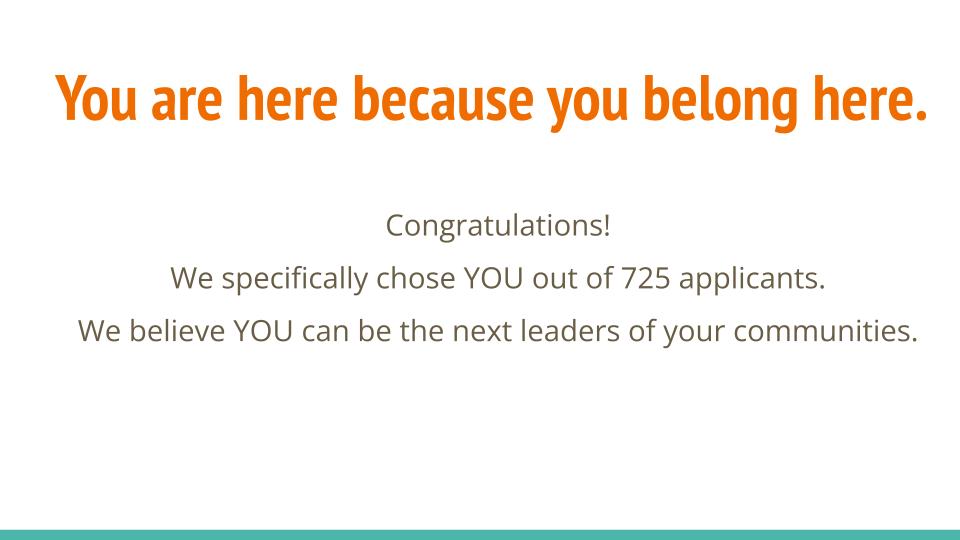 You are here because you belong here.
Congratulations!
We specifically chose YOU out of 725 applicants.
We believe YOU can be the next leaders of your communities.